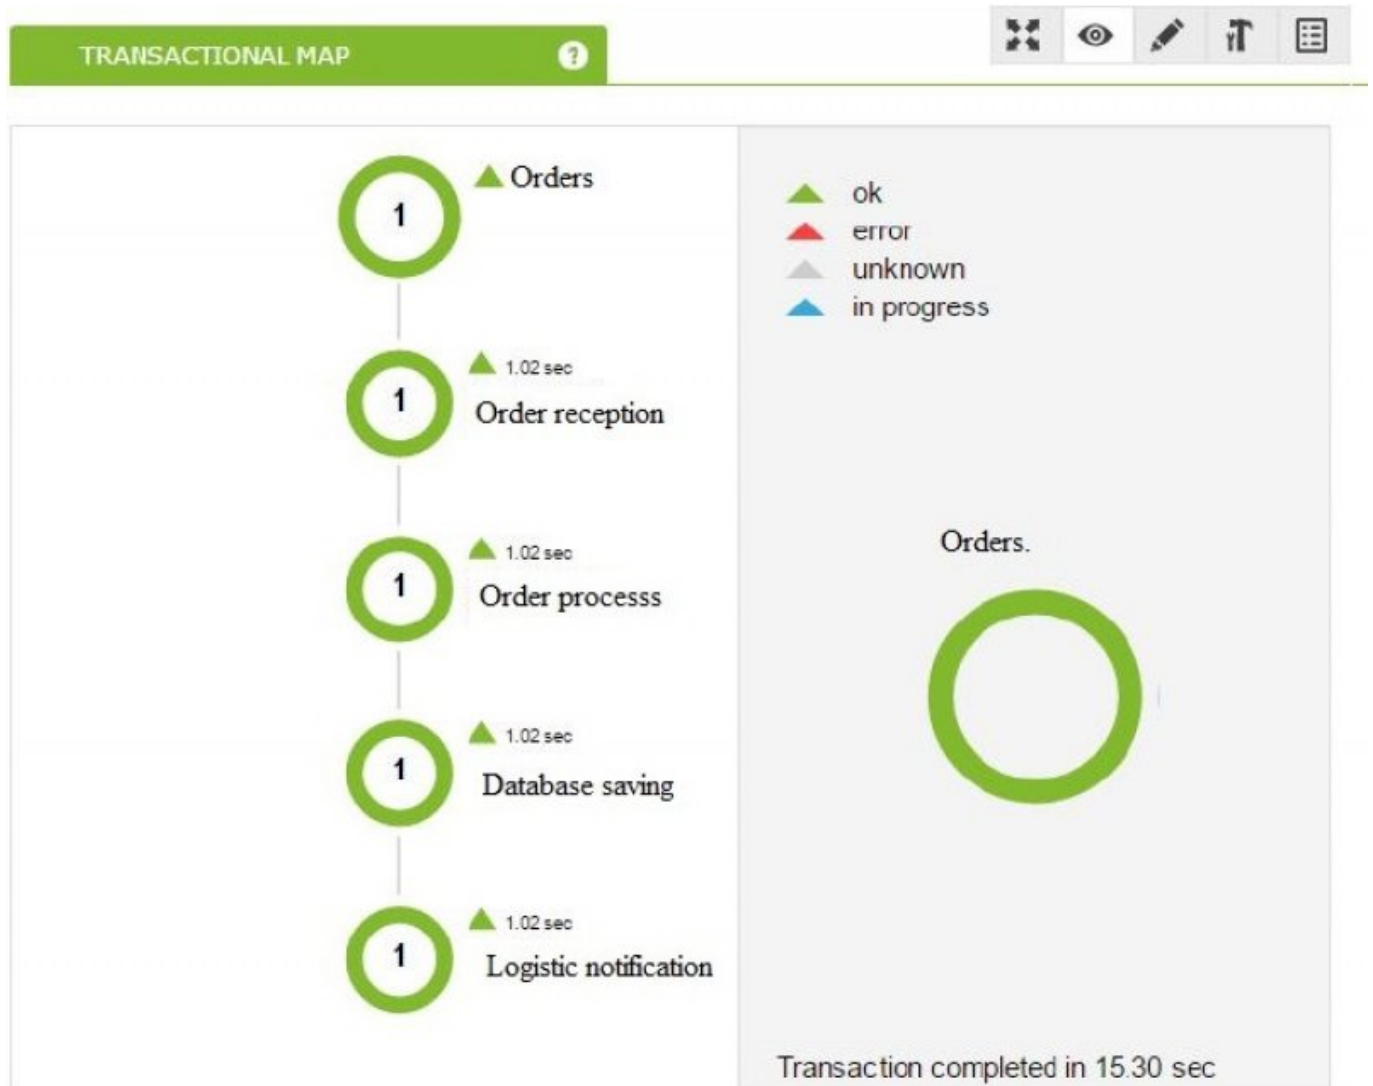 TRANSACTIONAL MAP ?
1 Orders
1 1.02 sec
Order reception
1 1.02 sec
Order processs
1 1.02 sec
Database saving
1 1.02 sec
Logistic notification
ok
error
unknown
in progress
Orders.
Transaction completed in 15.30 sec